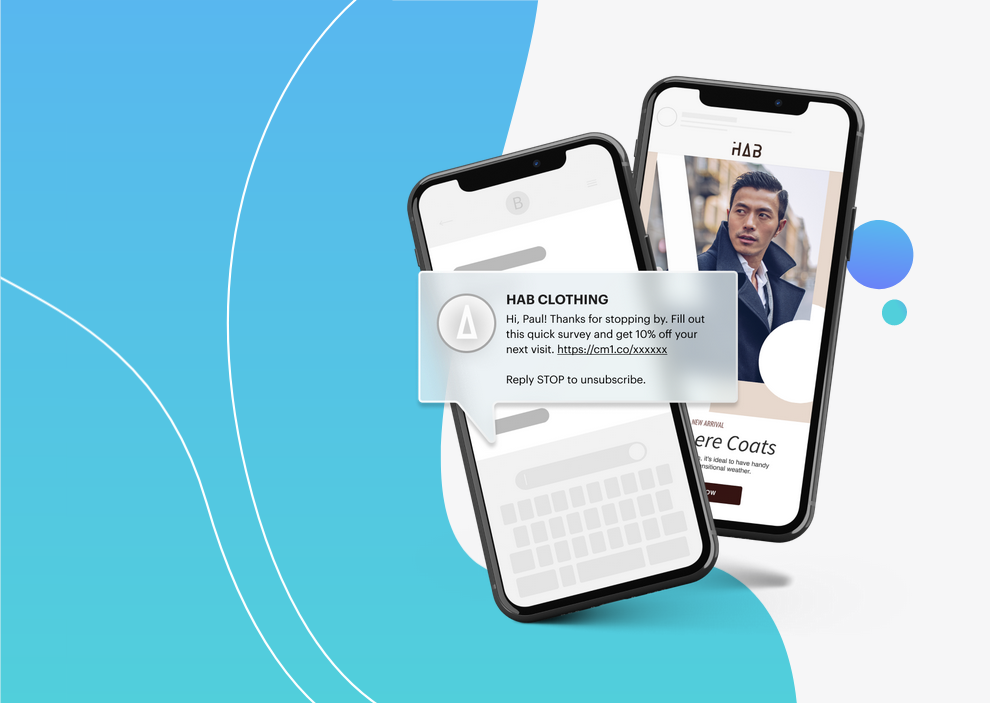 HAB
B
HAB CLOTHING
Hi, Paul! Thanks for stopping by. Fill out
this quick survey and get 10% off your
next visit. https://cm1.co/xxxxxx
Reply STOP to unsubscribe.
NEW ARRIVAL
ere Coats
, it's ideal to have handy
nsitional weather.
OW